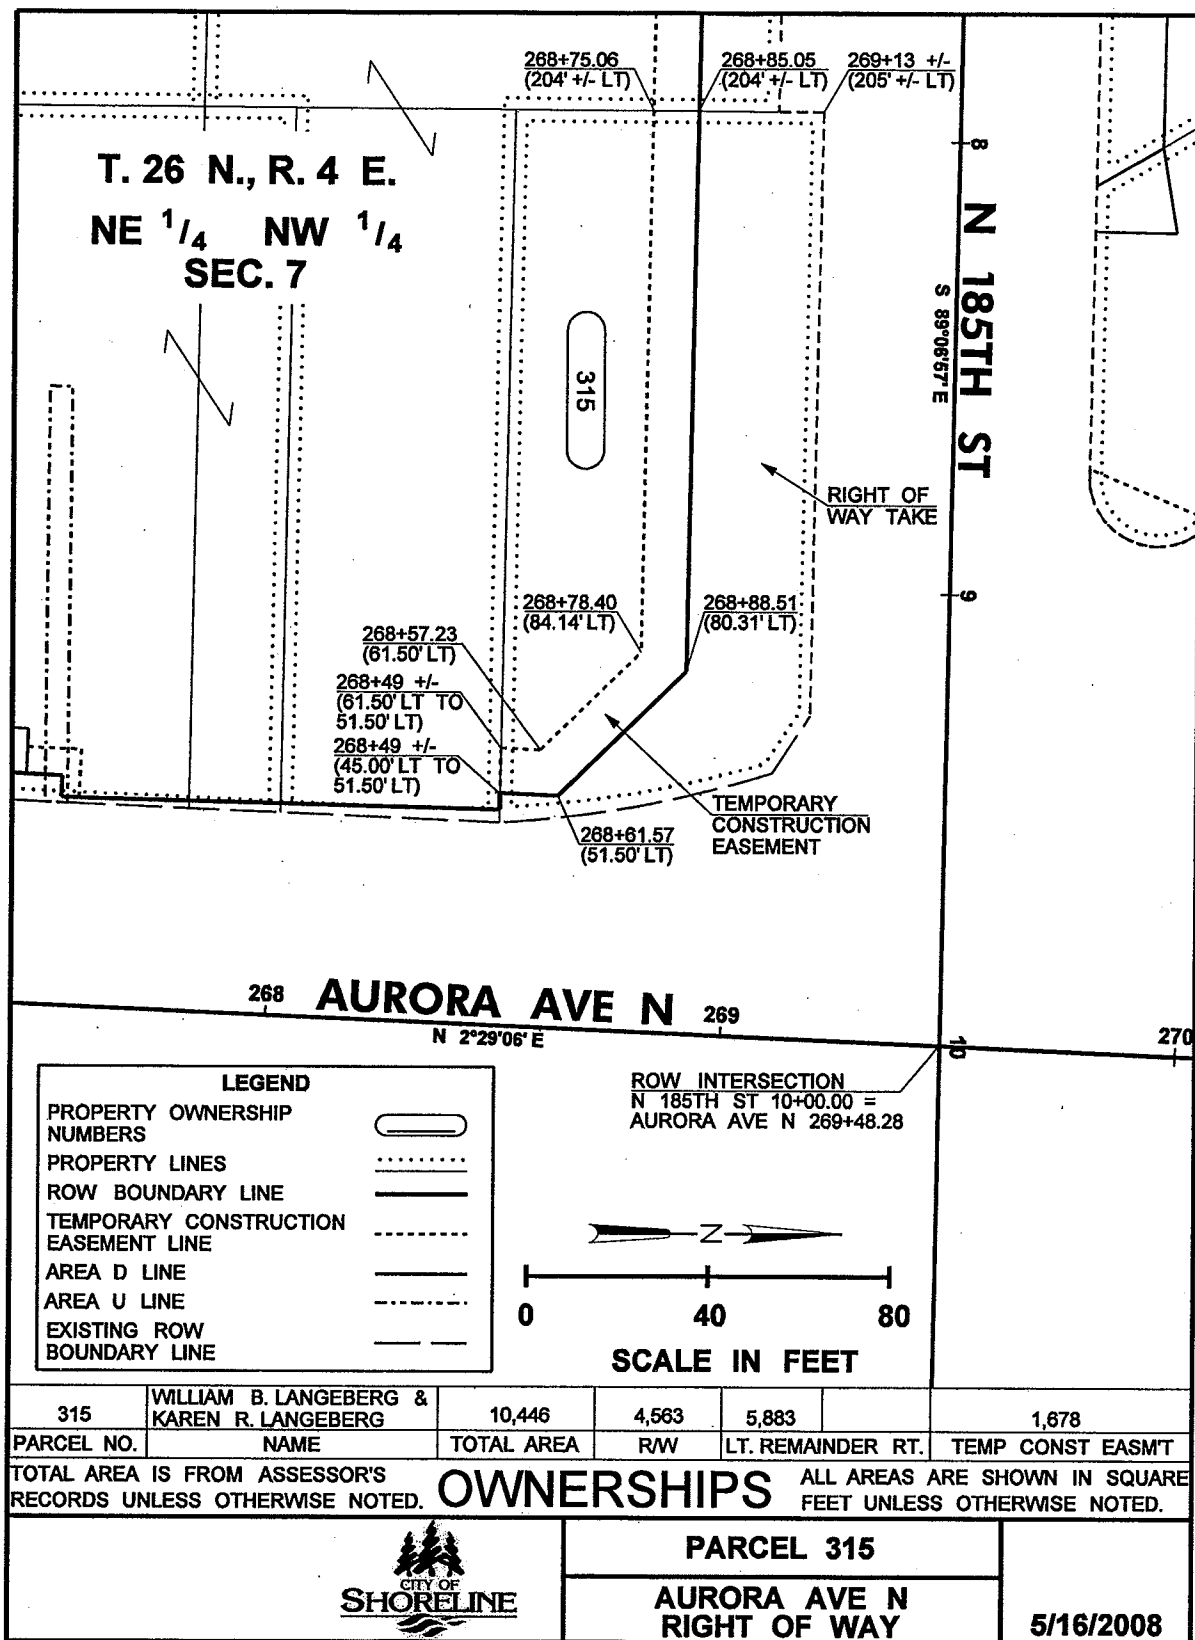 268+75.06
(204' +/- LT)
268+85.05
(204' +/- LT)
269+13 +/-
(205' +/- LT)
T. 26 N., R. 4 E.
NE 1/4 NW 1/4
SEC. 7
8
N 185TH ST
S 89°06'57" E
315
RIGHT OF
WAY TAKE
9
268+78.40
(84.14' LT)
268+88.51
(80.31' LT)
268+57.23
(61.50' LT)
268+49 +/-
(61.50' LT TO
51.50' LT)
268+49 +/-
(45.00' LT TO
51.50' LT)
TEMPORARY
CONSTRUCTION
EASEMENT
268+61.57
(51.50' LT)
268
AURORA AVE N
269
N 2°29'06" E
10
270
ROW INTERSECTION
N 185TH ST 10+00.00 =
AURORA AVE N 269+48.28
LEGEND
PROPERTY OWNERSHIP
NUMBERS
PROPERTY LINES
ROW BOUNDARY LINE
TEMPORARY CONSTRUCTION
EASEMENT LINE
AREA D LINE
AREA U LINE
EXISTING ROW
BOUNDARY LINE
N
0 40 80
SCALE IN FEET
315 WILLIAM B. LANGEBERG & KAREN R. LANGEBERG 10,446 4,563 5,883 1,678
PARCEL NO. NAME TOTAL AREA R/W LT. REMAINDER RT. TEMP CONST EASM'T
TOTAL AREA IS FROM ASSESSOR'S
RECORDS UNLESS OTHERWISE NOTED.
OWNERSHIPS
ALL AREAS ARE SHOWN IN SQUARE
FEET UNLESS OTHERWISE NOTED.
CITY OF
SHORELINE
PARCEL 315
AURORA AVE N
RIGHT OF WAY
5/16/2008